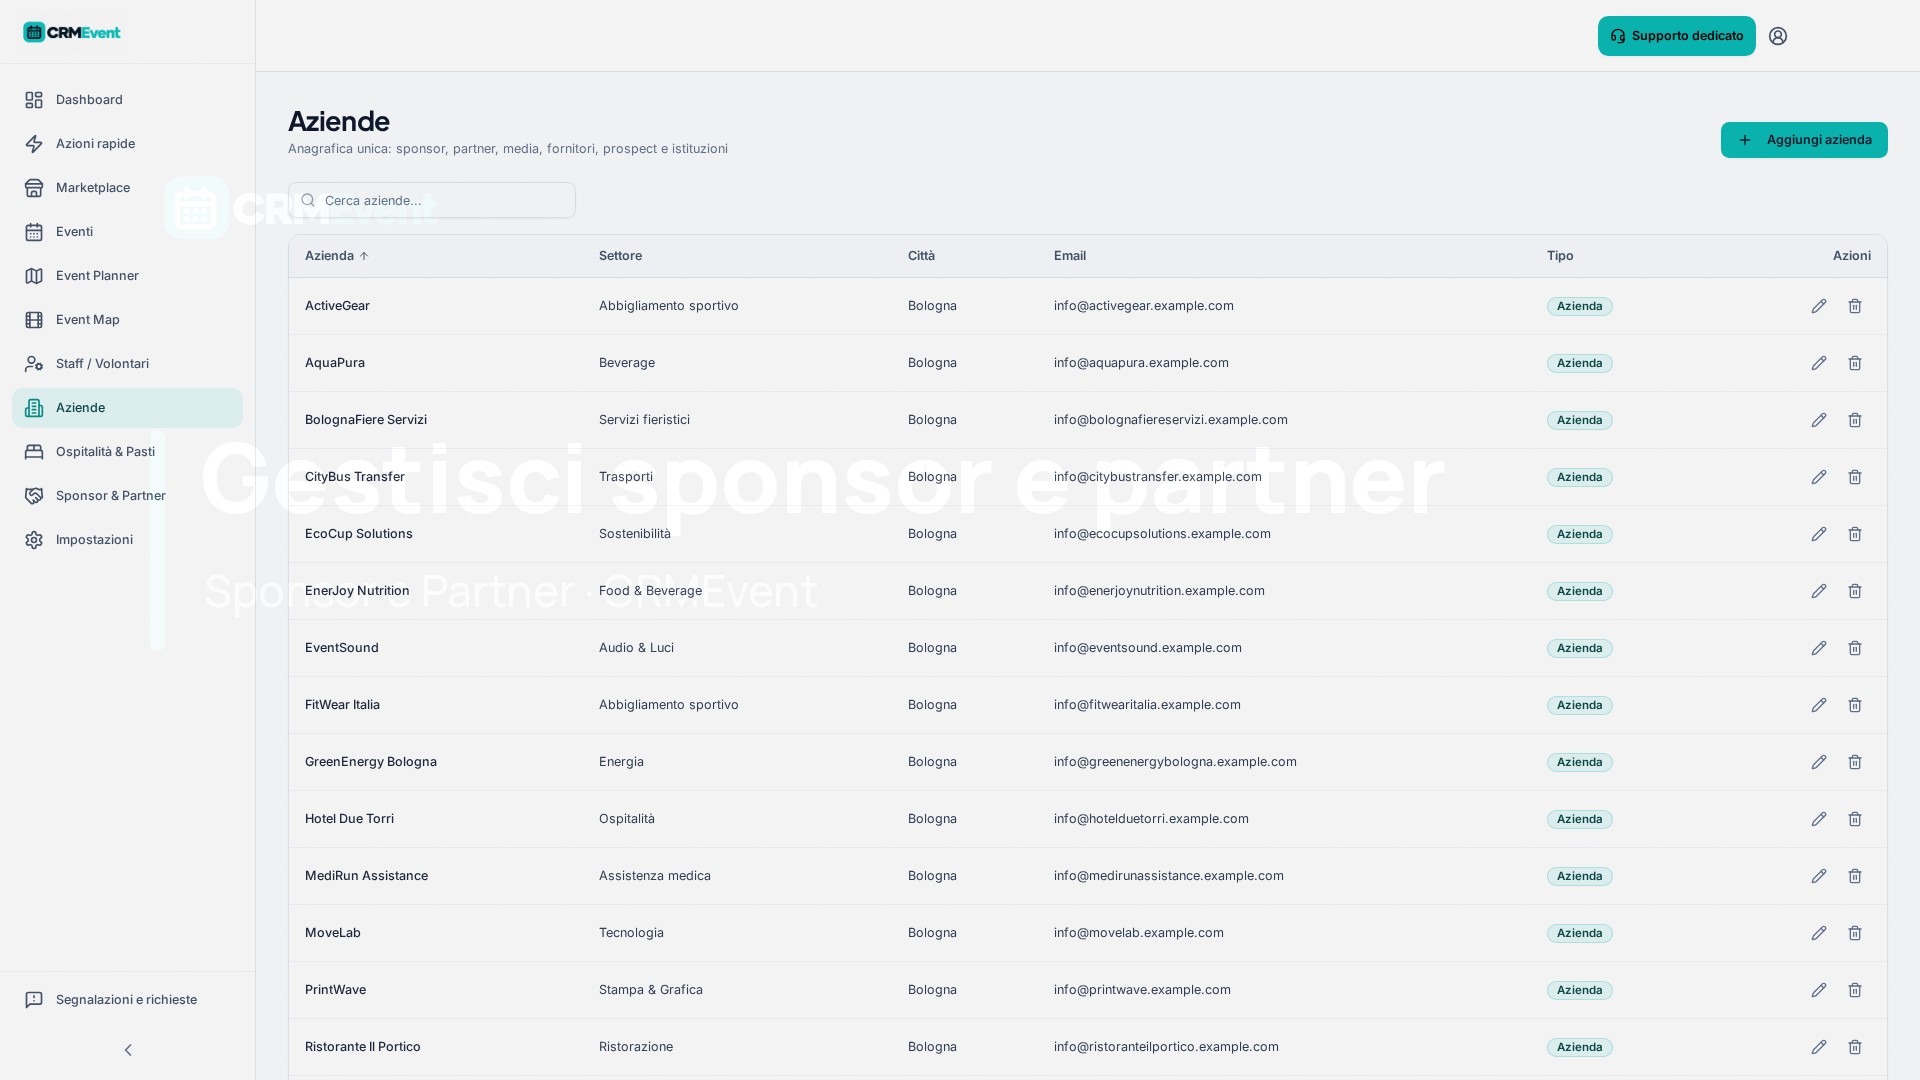 CRMEvent
Supporto dedicato
Dashboard
Azioni rapide
Marketplace
Eventi
Event Planner
Event Map
Staff / Volontari
Aziende
Ospitalità & Pasti
Sponsor & Partner
Impostazioni
Segnalazioni e richieste
Aziende
Anagrafica unica: sponsor, partner, media, fornitori, prospect e istituzioni
Aggiungi azienda
Cerca aziende...
CRMEvent
Azienda Settore Città Email Tipo Azioni
ActiveGear Abbigliamento sportivo Bologna info@activegear.example.com Azienda
AquaPura Beverage Bologna info@aquapura.example.com Azienda
BolognaFiere Servizi Servizi fieristici Bologna info@bolognafiereservizi.example.com Azienda
Gestisci sponsor e partner
CityBus Transfer Trasporti Bologna info@citybustransfer.example.com Azienda
EcoCup Solutions Sostenibilità Bologna info@ecocupsolutions.example.com Azienda
Sponsor e Partner · CRMEvent
EnerJoy Nutrition Food & Beverage Bologna info@enerjoynutrition.example.com Azienda
EventSound Audio & Luci Bologna info@eventsound.example.com Azienda
FitWear Italia Abbigliamento sportivo Bologna info@fitwearitalia.example.com Azienda
GreenEnergy Bologna Energia Bologna info@greenenergybologna.example.com Azienda
Hotel Due Torri Ospitalità Bologna info@hotelduetorri.example.com Azienda
MediRun Assistance Assistenza medica Bologna info@medirunassistance.example.com Azienda
MoveLab Tecnologia Bologna info@movelab.example.com Azienda
PrintWave Stampa & Grafica Bologna info@printwave.example.com Azienda
Ristorante Il Portico Ristorazione Bologna info@ristoranteilportico.example.com Azienda